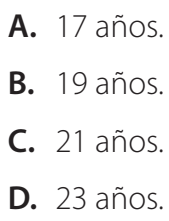 A. 17 años.
B. 19 años.
C. 21 años.
D. 23 años.